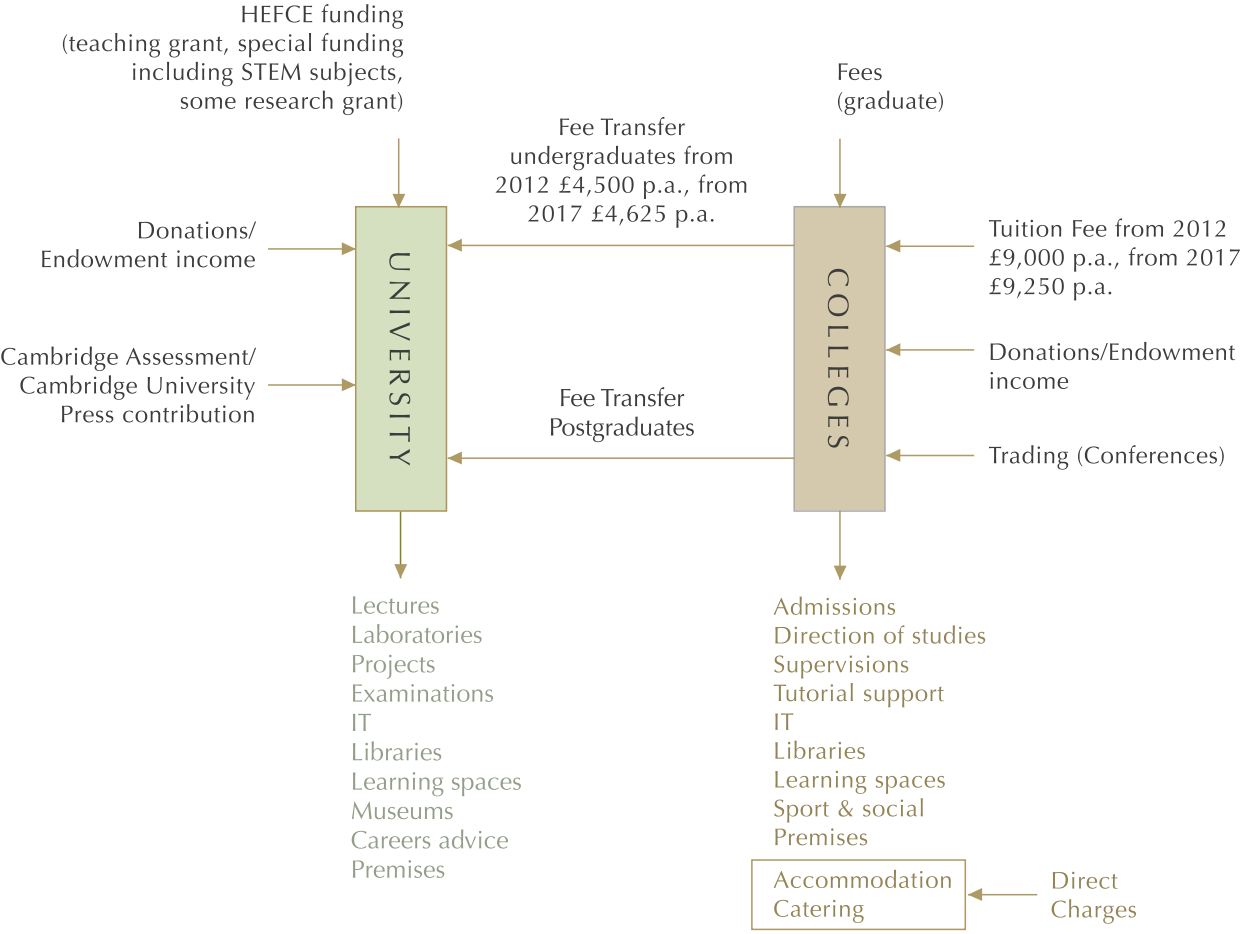 HEFCE funding
(teaching grant, special funding
including STEM subjects,
some research grant)
Fees
(graduate)
Fee Transfer
undergraduates from
2012 £4,500 p.a., from
2017 £4,625 p.a.
Donations/
Endowment income
Cambridge Assessment/
Cambridge University
Press contribution
UNIVERSITY
Fee Transfer
Postgraduates
COLLEGES
Tuition Fee from 2012
£9,000 p.a., from 2017
£9,250 p.a.
Donations/Endowment
income
Trading (Conferences)
Lectures
Laboratories
Projects
Examinations
IT
Libraries
Learning spaces
Museums
Careers advice
Premises
Admissions
Direction of studies
Supervisions
Tutorial support
IT
Libraries
Learning spaces
Sport & social
Premises
Accommodation
Catering
Direct
Charges